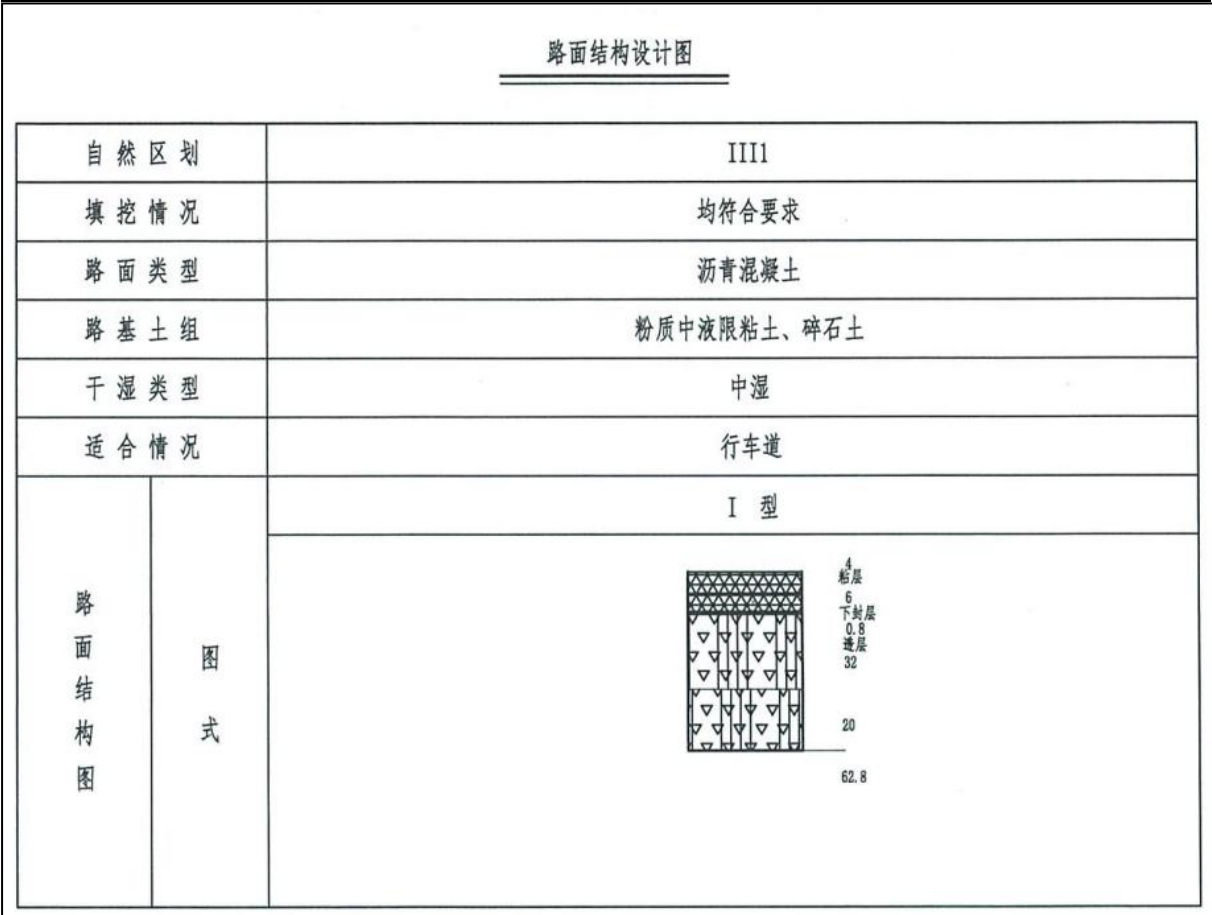 路面结构设计图
自然区划 III1
填挖情况 均符合要求
路面类型 沥青混凝土
路基土组 粉质中液限粘土、碎石土
干湿类型 中湿
适合情况 行车道
路面结构图 图式 I 型
4
粘层
6
下封层
0.8
透层
32
20
62.8